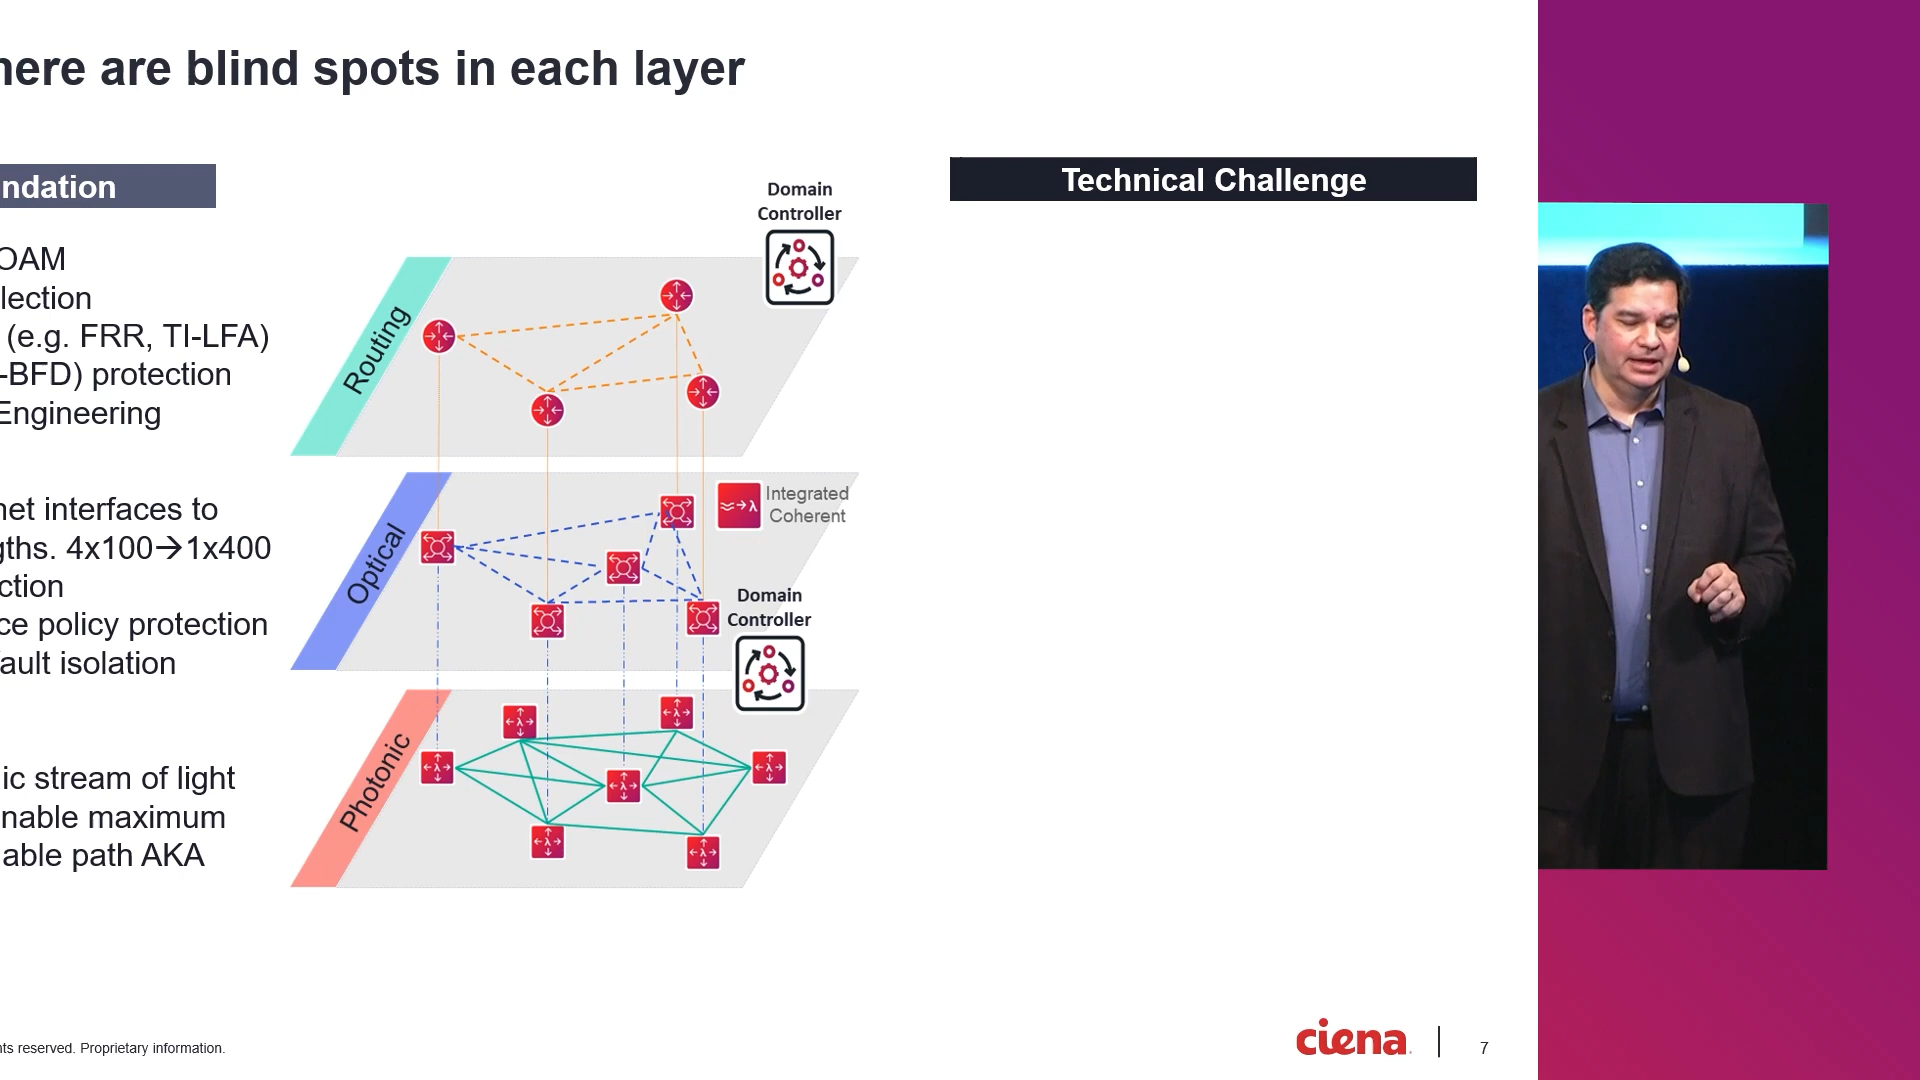 here are blind spots in each layer
ndation
OAM
lection
(e.g. FRR, TI-LFA)
-BFD) protection
Engineering
net interfaces to
gths. 4x100→1x400
ction
ce policy protection
fault isolation
ic stream of light
nable maximum
able path AKA
Domain
Controller
Routing
Optical
Integrated
Coherent
Domain
Controller
Photonic
Technical Challenge
nts reserved. Proprietary information.
ciena
7